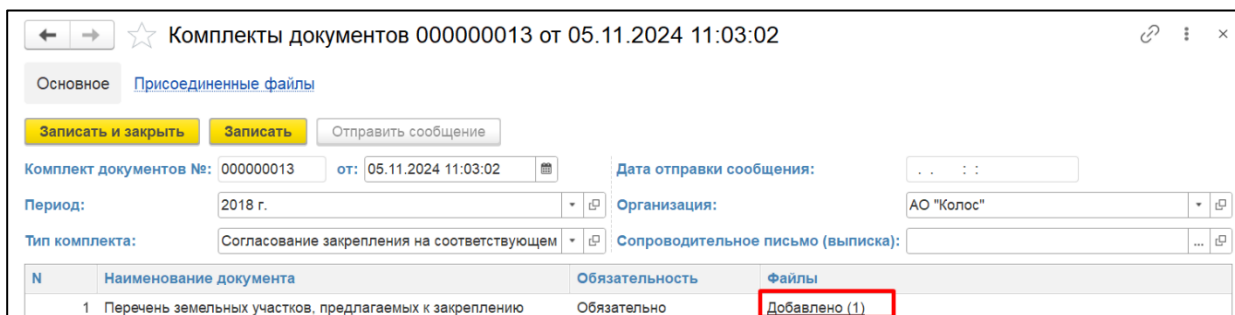 Комплекты документов 000000013 от 05.11.2024 11:03:02
Основное Присоединенные файлы
Записать и закрыть Записать Отправить сообщение
Комплект документов №: 000000013 от: 05.11.2024 11:03:02 Дата отправки сообщения: . . : :
Период: 2018 г. Организация: АО "Колос"
Тип комплекта: Согласование закрепления на соответствующем Сопроводительное письмо (выписка): ...
N Наименование документа Обязательность Файлы
1 Перечень земельных участков, предлагаемых к закреплению Обязательно Добавлено (1)